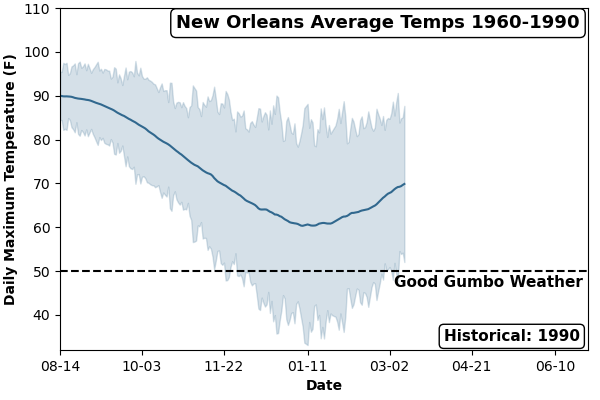 New Orleans Average Temps 1960-1990
Daily Maximum Temperature (F)
110
100
90
80
70
60
50
40
Good Gumbo Weather
Historical: 1990
08-14 10-03 11-22 01-11 03-02 04-21 06-10
Date